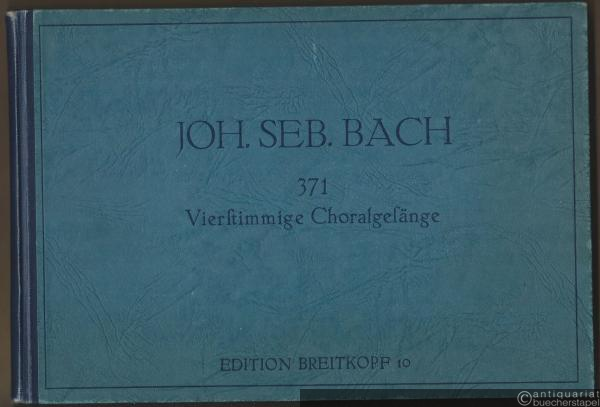 JOH. SEB. BACH
371
Vierſtimmige Choralgeſänge
EDITION BREITKOPF 10
©antiquariat
buecherstapel